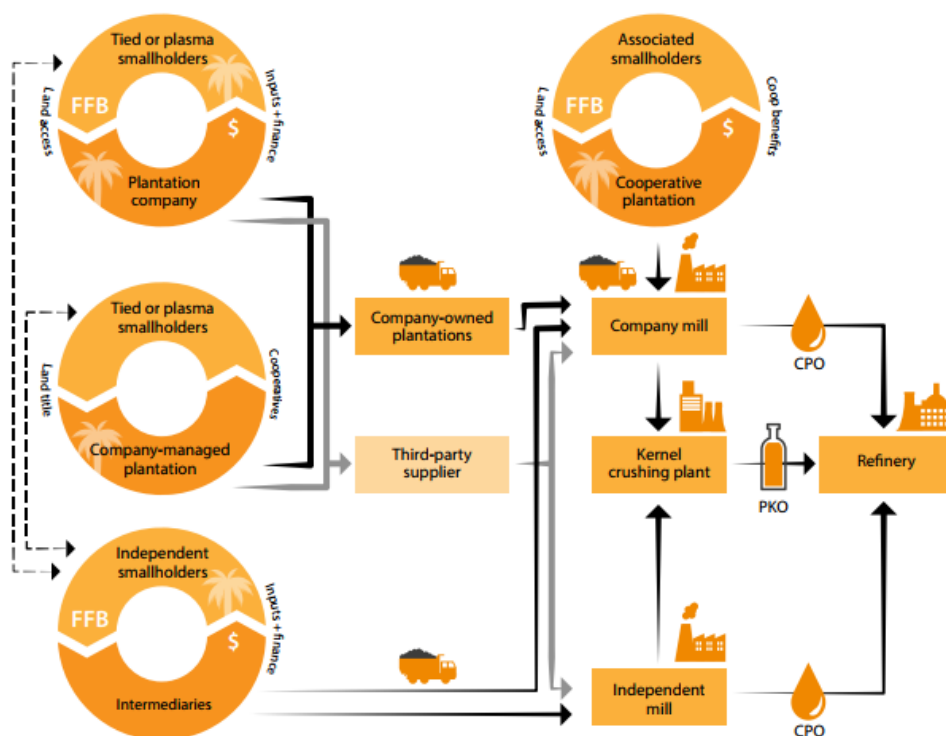 Tied or plasma
smallholders
FFB
Land access
Inputs + finance
$
Plantation
company
Associated
smallholders
FFB
Land access
Coop benefits
$
Cooperative
plantation
Tied or plasma
smallholders
Land title
Cooperatives
Company-managed
plantation
Company-owned
plantations
Company mill
CPO
Third-party
supplier
Kernel
crushing plant
PKO
Refinery
Independent
smallholders
FFB
Inputs + finance
$
Intermediaries
Independent
mill
CPO